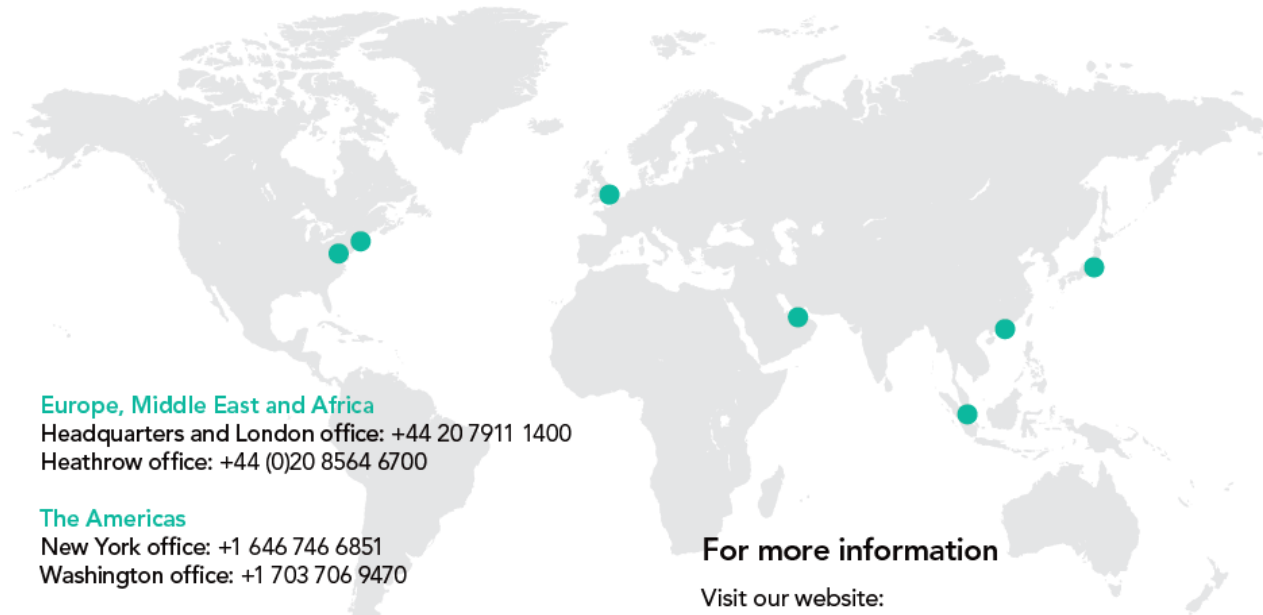 Europe, Middle East and Africa
Headquarters and London office: +44 20 7911 1400
Heathrow office: +44 (0)20 8564 6700
The Americas
New York office: +1 646 746 6851
Washington office: +1 703 706 9470
For more information
Visit our website: